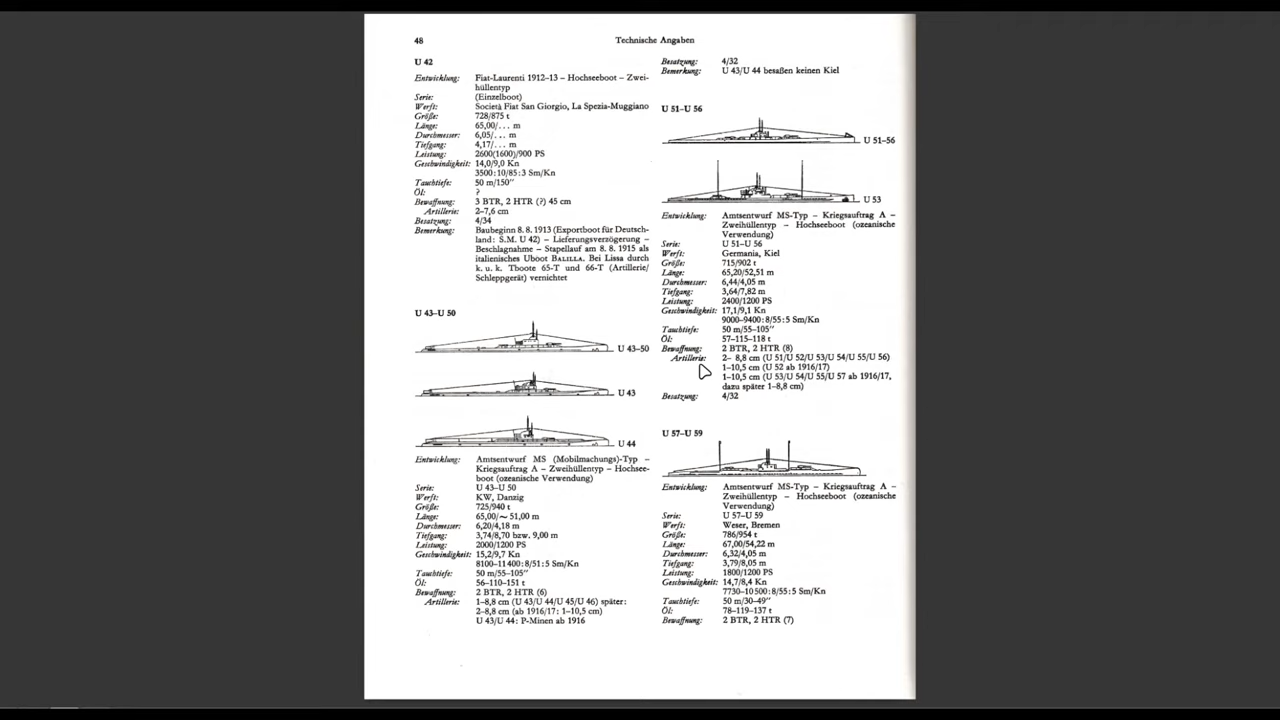 48
Technische Angaben
U 42
Entwicklung: Fiat-Laurenti 1912–13 – Hochseeboot – Zwei-
hüllentyp
Serie: (Einzelboot)
Werft: Società Fiat San Giorgio, La Spezia-Muggiano
Größe: 728/875 t
Länge: 65,00/… m
Durchmesser: 6,05/… m
Tiefgang: 4,17/… m
Leistung: 2600(1600)/900 PS
Geschwindigkeit: 14,0/9,0 Kn
3500:10/85:3 Sm/Kn
Tauchtiefe: 50 m/150″
Öl: ?
Bewaffnung: 3 BTR, 2 HTR (?) 45 cm
Artillerie: 2–7,6 cm
Besatzung: 4/34
Bemerkung: Baubeginn 8. 8. 1913 (Exportboot für Deutsch-
land: S.M. U 42) – Lieferungsverzögerung –
Beschlagnahme – Stapellauf am 8. 8. 1915 als
italienisches Uboot BALILLA. Bei Lissa durch
k. u. k. Tboote 65-T und 66-T (Artillerie/
Schleppgerät) vernichtet
U 43–U 50
U 43–50
U 43
U 44
Entwicklung: Amtsentwurf MS (Mobilmachungs)-Typ –
Kriegsauftrag A – Zweihüllentyp – Hochsee-
boot (ozeanische Verwendung)
Serie: U 43–U 50
Werft: KW, Danzig
Größe: 725/940 t
Länge: 65,00/~ 51,00 m
Durchmesser: 6,20/4,18 m
Tiefgang: 3,74/8,70 bzw. 9,00 m
Leistung: 2000/1200 PS
Geschwindigkeit: 15,2/9,7 Kn
8100–11400:8/51:5 Sm/Kn
Tauchtiefe: 50 m/55–105″
Öl: 56–110–151 t
Bewaffnung: 2 BTR, 2 HTR (6)
Artillerie: 1–8,8 cm (U 43/U 44/U 45/U 46) später:
2–8,8 cm (ab 1916/17: 1–10,5 cm)
U 43/U 44: P-Minen ab 1916
Besatzung: 4/32
Bemerkung: U 43/U 44 besaßen keinen Kiel
U 51–U 56
U 51–56
U 53
Entwicklung: Amtsentwurf MS-Typ – Kriegsauftrag A –
Zweihüllentyp – Hochseeboot (ozeanische
Verwendung)
Serie: U 51–U 56
Werft: Germania, Kiel
Größe: 715/902 t
Länge: 65,20/52,51 m
Durchmesser: 6,44/4,05 m
Tiefgang: 3,64/7,82 m
Leistung: 2400/1200 PS
Geschwindigkeit: 17,1/9,1 Kn
9000–9400:8/55:5 Sm/Kn
Tauchtiefe: 50 m/55–105″
Öl: 57–115–118 t
Bewaffnung: 2 BTR, 2 HTR (8)
Artillerie: 2– 8,8 cm (U 51/U 52/U 53/U 54/U 55/U 56)
1–10,5 cm (U 52 ab 1916/17)
1–10,5 cm (U 53/U 54/U 55/U 57 ab 1916/17,
dazu später 1–8,8 cm)
Besatzung: 4/32
U 57–U 59
Entwicklung: Amtsentwurf MS-Typ – Kriegsauftrag A –
Zweihüllentyp – Hochseeboot (ozeanische
Verwendung)
Serie: U 57–U 59
Werft: Weser, Bremen
Größe: 786/954 t
Länge: 67,00/54,22 m
Durchmesser: 6,32/4,05 m
Tiefgang: 3,79/8,05 m
Leistung: 1800/1200 PS
Geschwindigkeit: 14,7/8,4 Kn
7730–10500:8/55:5 Sm/Kn
Tauchtiefe: 50 m/30–49″
Öl: 78–119–137 t
Bewaffnung: 2 BTR, 2 HTR (7)